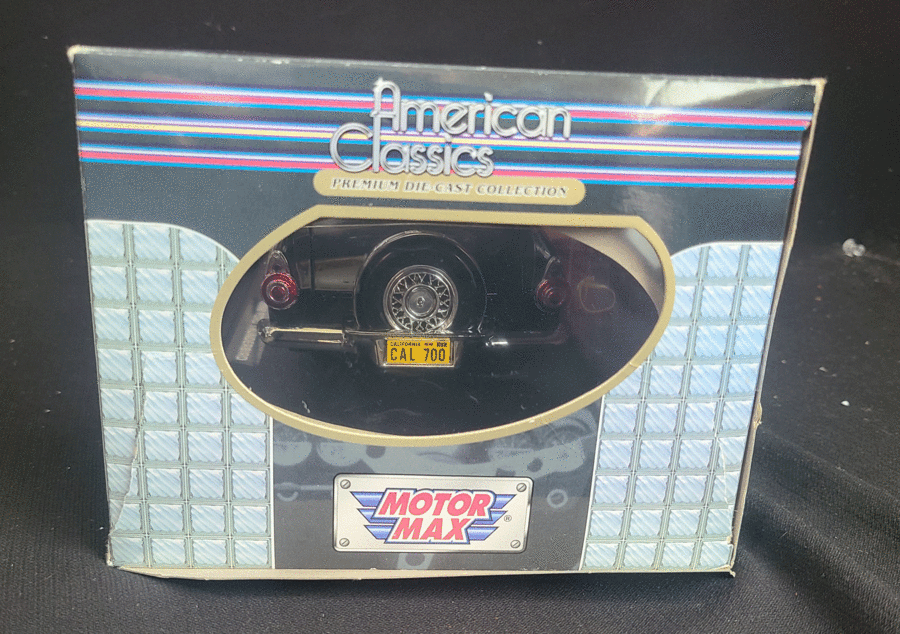 American
Classics
PREMIUM DIE-CAST COLLECTION
CALIFORNIA
CAL 700
MOTOR
MAX
®